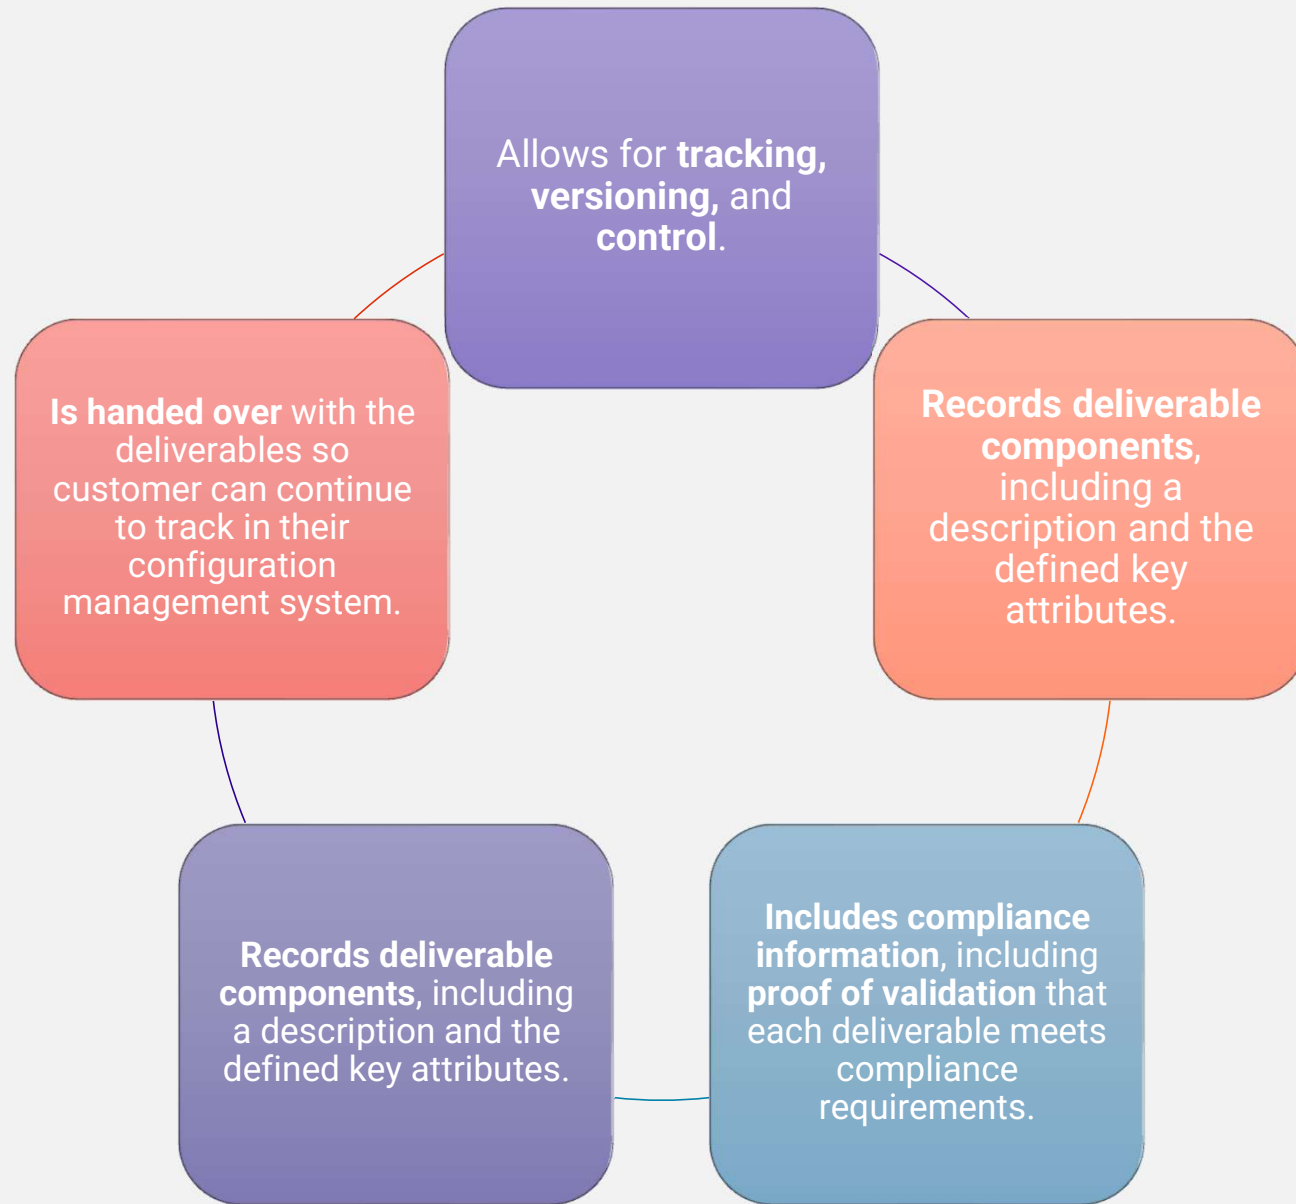 Allows for tracking,
versioning, and
control.
Records deliverable
components,
including a
description and the
defined key
attributes.
Includes compliance
information, including
proof of validation that
each deliverable meets
compliance
requirements.
Records deliverable
components, including
a description and the
defined key attributes.
Is handed over with the
deliverables so
customer can continue
to track in their
configuration
management system.